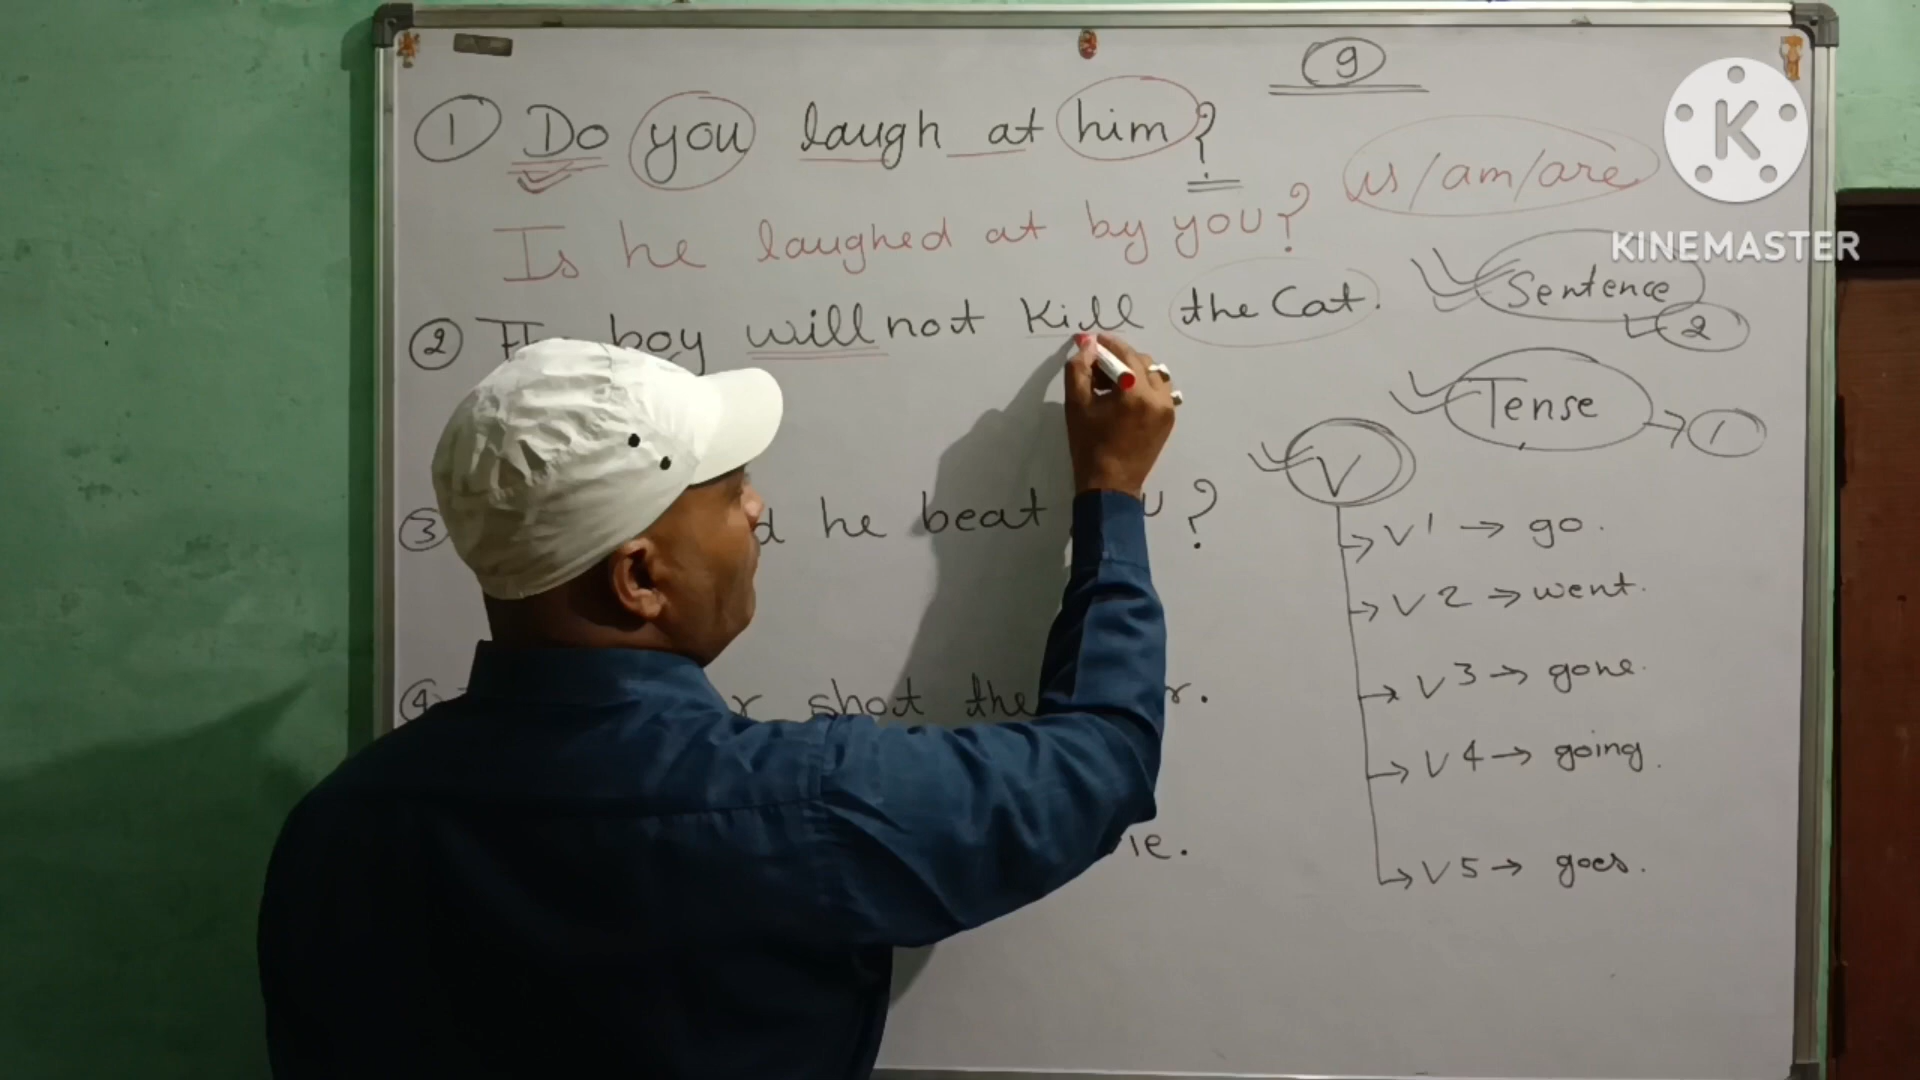 9
1 Do you laugh at him?
is/am/are
K
KINEMASTER
Is he laughed at by you?
Sentence
2
2 boy will not Kill the Cat.
Tense → 1
V
3 he beat ?
V1 → go.
V2 → went.
V3 → gone.
4 shot the
V4 → going.
V5 → goes.